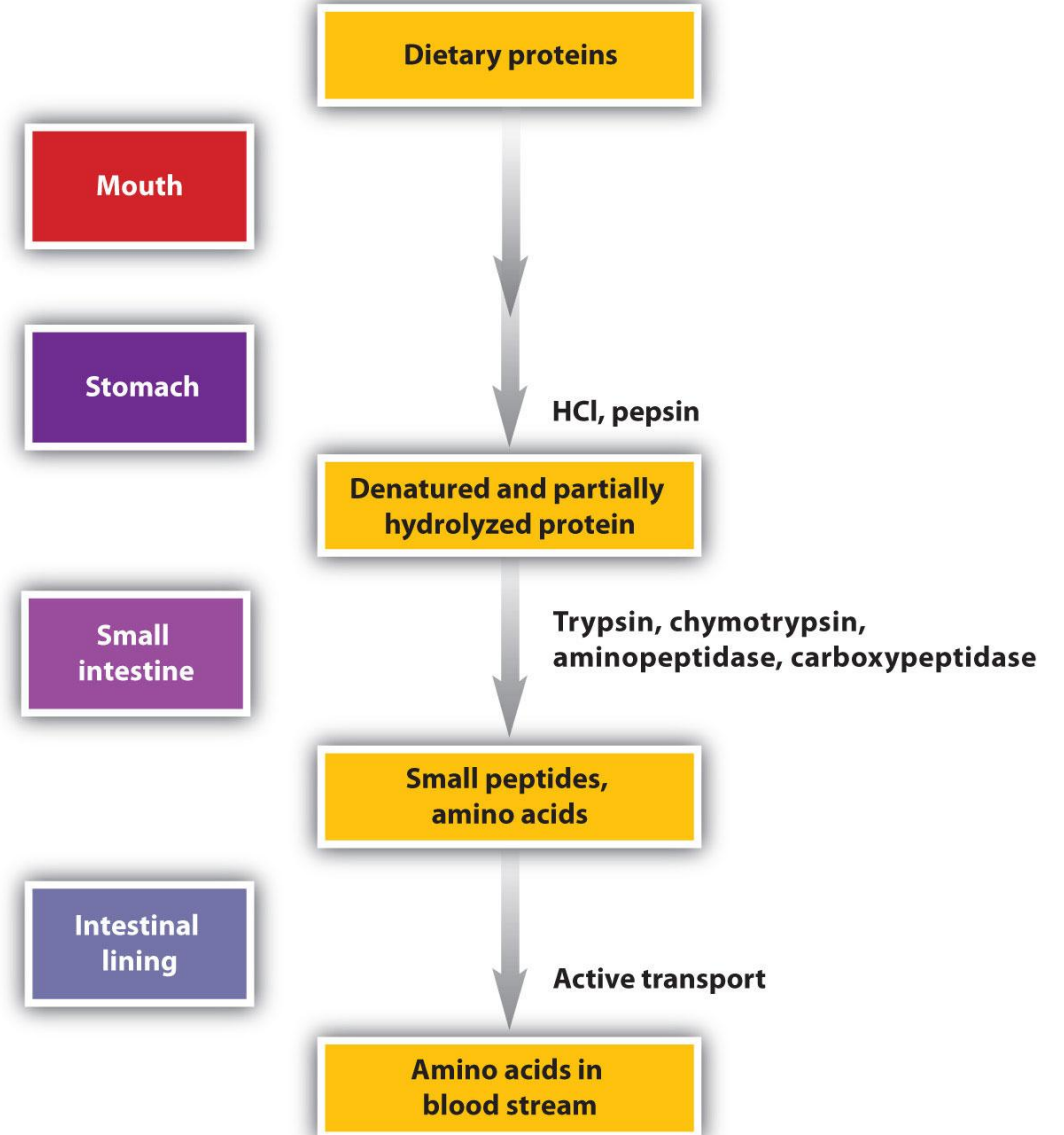 Dietary proteins
Mouth
Stomach
HCl, pepsin
Denatured and partially
hydrolyzed protein
Small
intestine
Trypsin, chymotrypsin,
aminopeptidase, carboxypeptidase
Small peptides,
amino acids
Intestinal
lining
Active transport
Amino acids in
blood stream